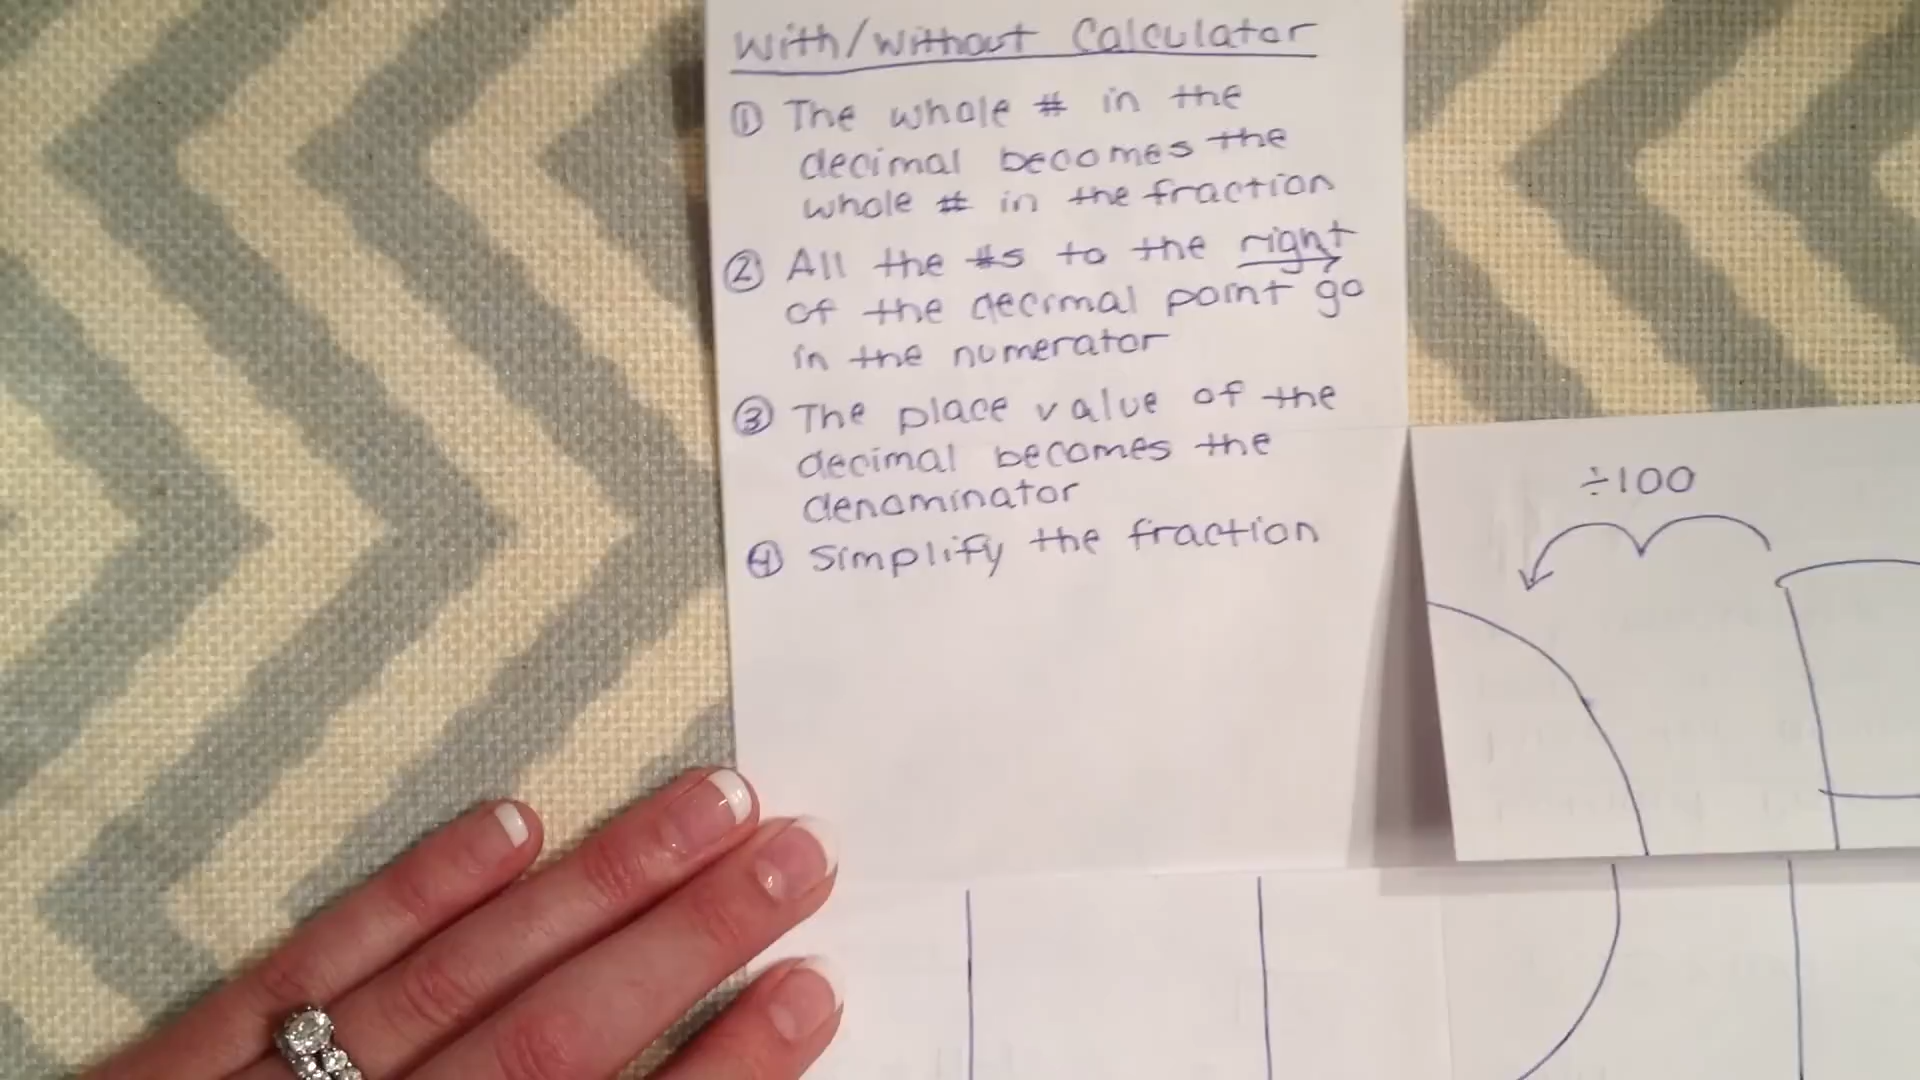 With/Without Calculator
① The whole # in the
decimal becomes the
whole # in the fraction
② All the #s to the right
of the decimal point go
in the numerator
③ The place value of the
decimal becomes the
denominator
④ Simplify the fraction
÷100